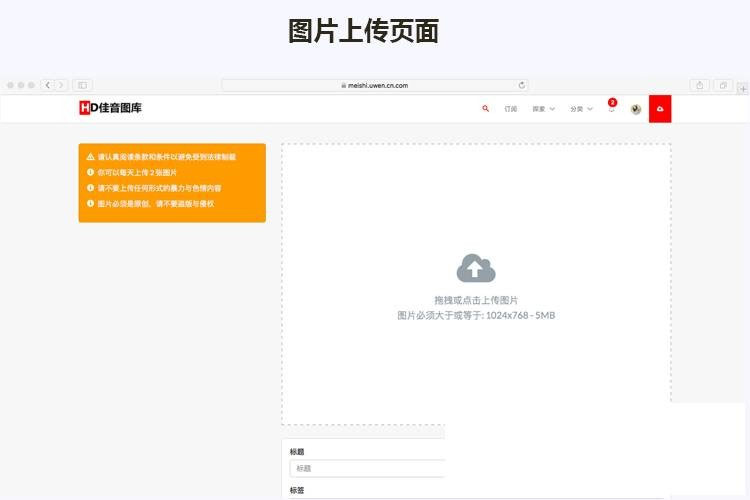 图片上传页面
meishi.uwen.cn.com
HD佳音图库
订阅
探索
分类
2
请认真阅读条款和条件以避免受到法律制裁
你可以每天上传 2 张图片
请不要上传任何形式的暴力与色情内容
图片必须是原创，请不要盗版与侵权
拖拽或点击上传图片
图片必须大于或等于: 1024x768 - 5MB
标题
标题
标签